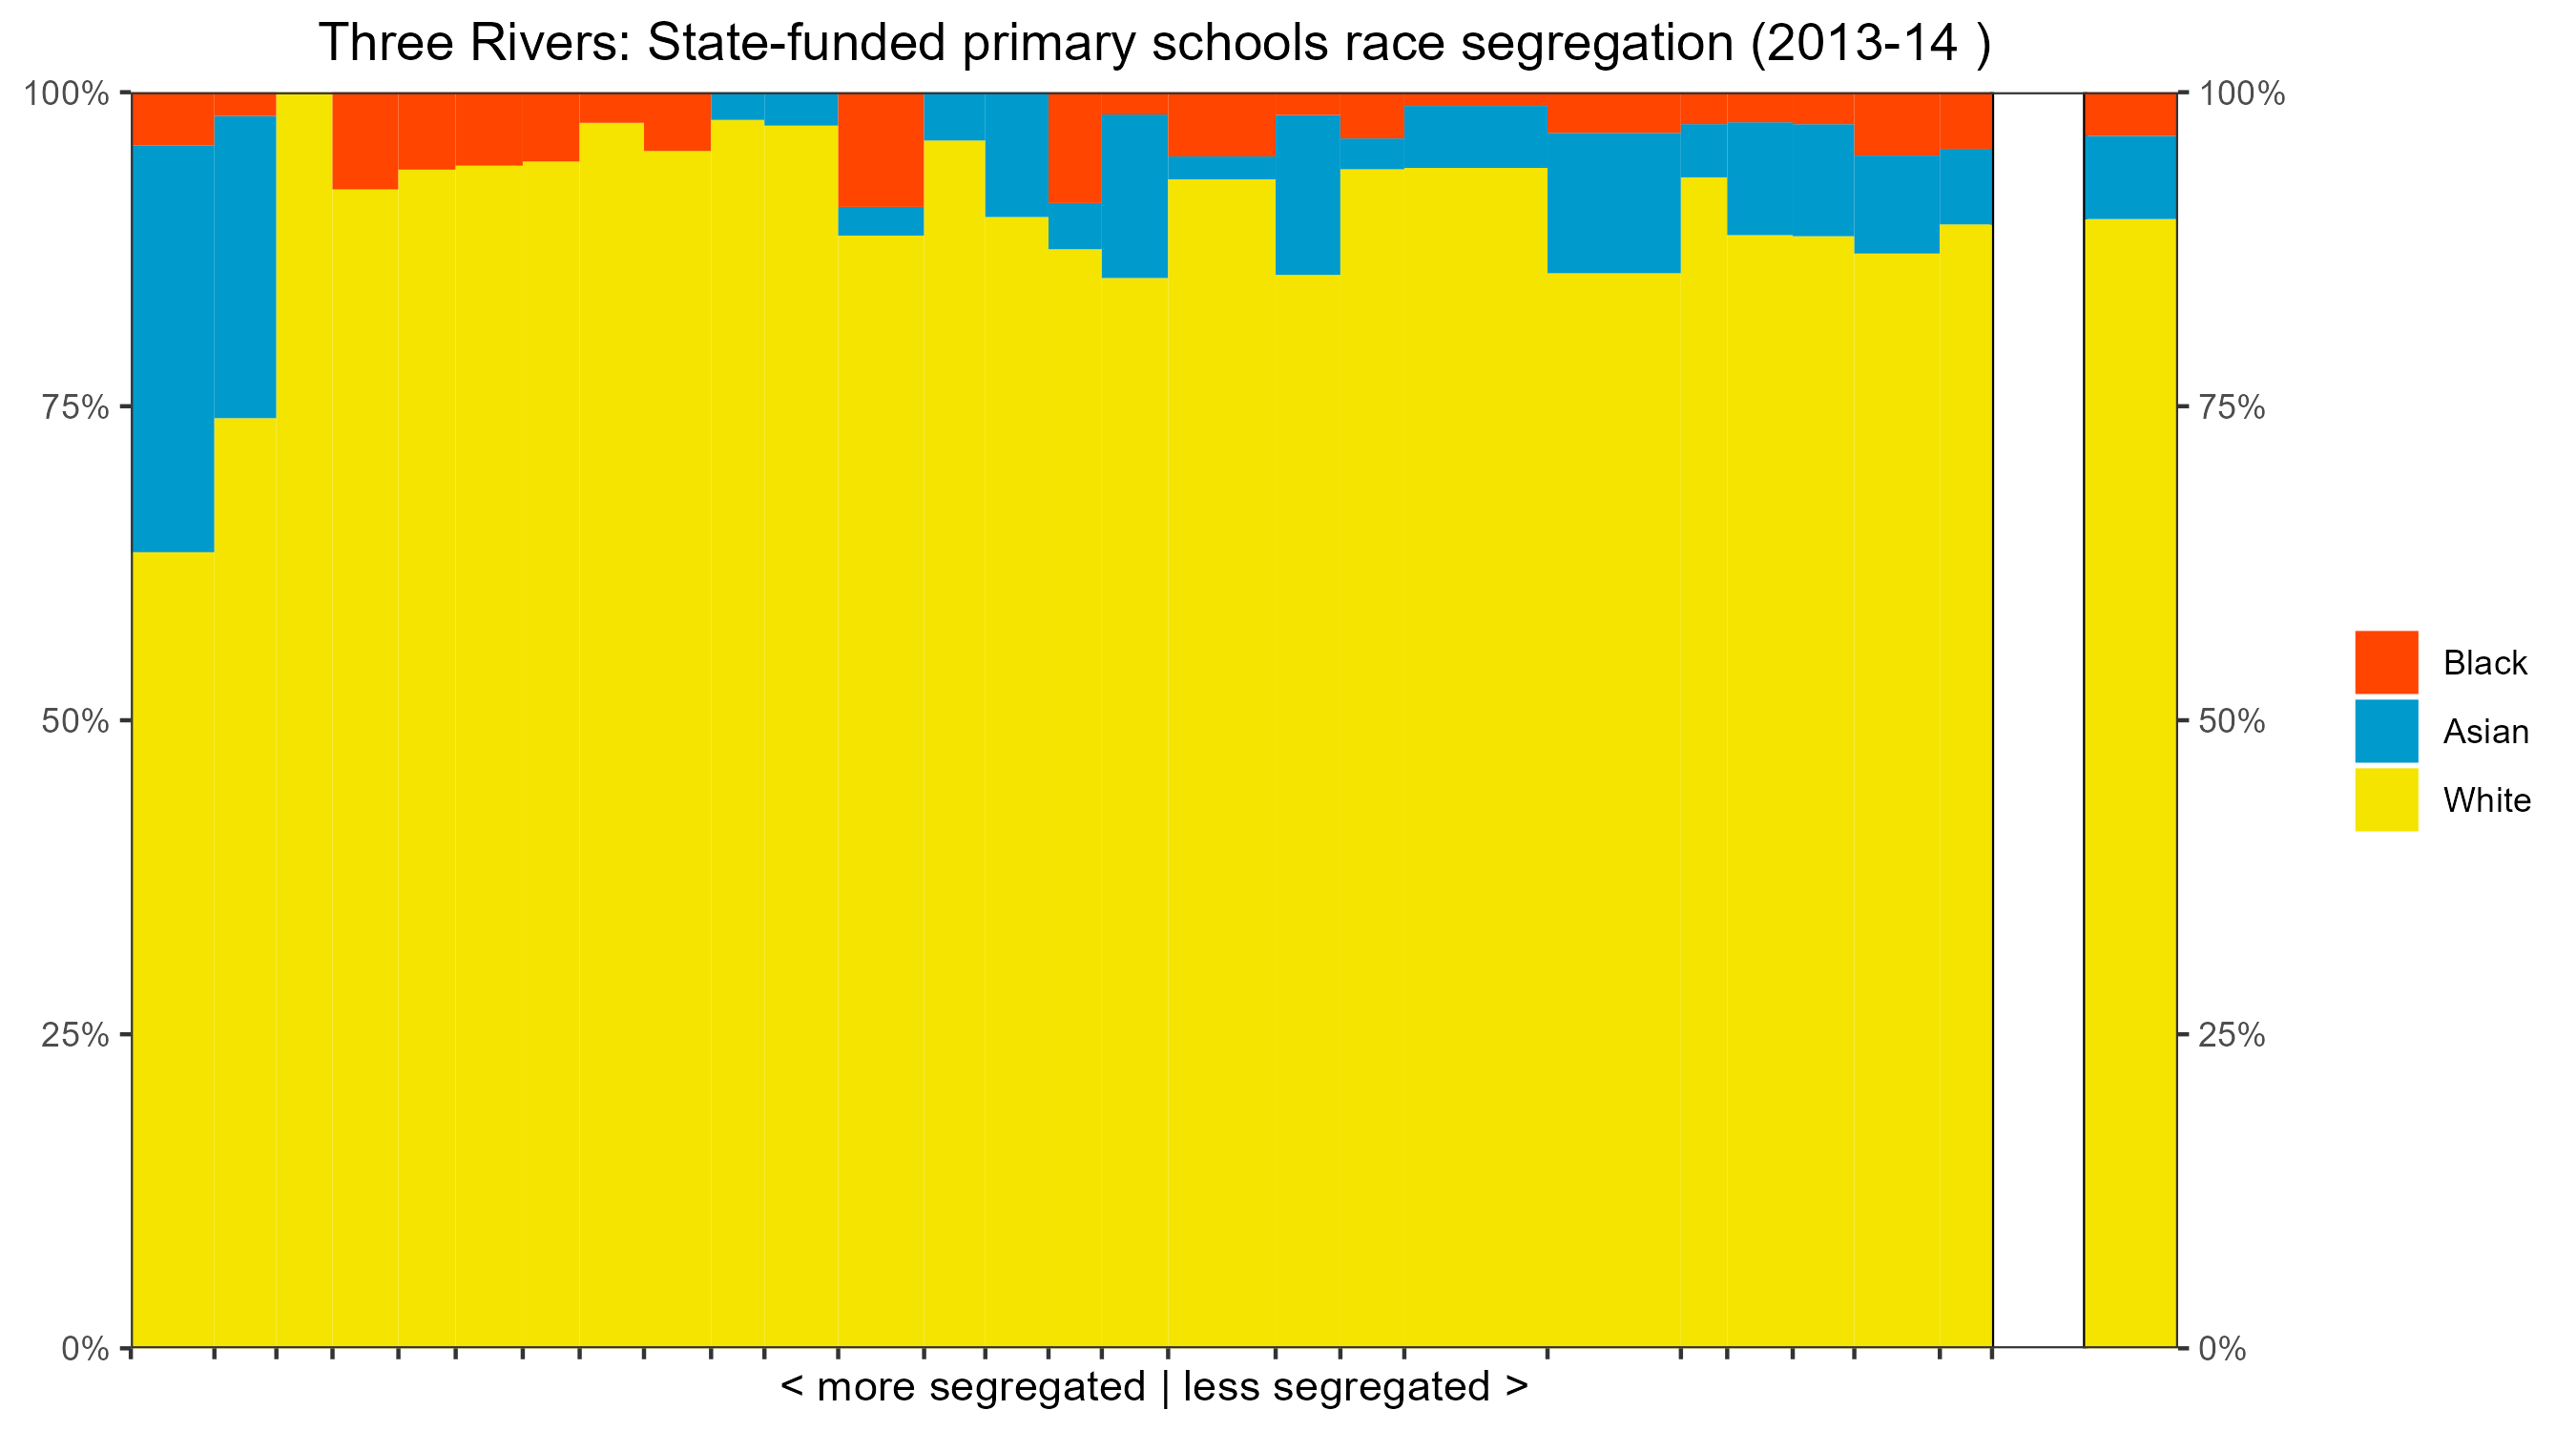 Three Rivers: State-funded primary schools race segregation (2013-14 )
100%
75%
50%
25%
0%
100%
75%
50%
25%
0%
Black
Asian
White
< more segregated | less segregated >